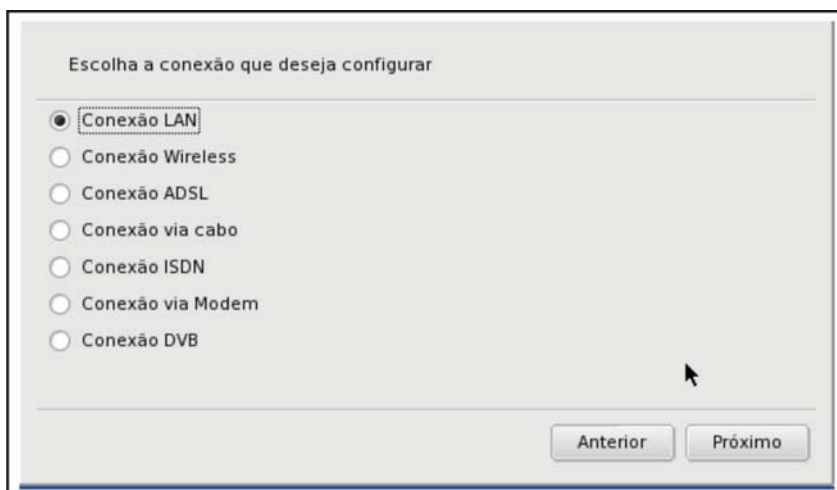 Escolha a conexão que deseja configurar
Conexão LAN
Conexão Wireless
Conexão ADSL
Conexão via cabo
Conexão ISDN
Conexão via Modem
Conexão DVB
Anterior
Próximo